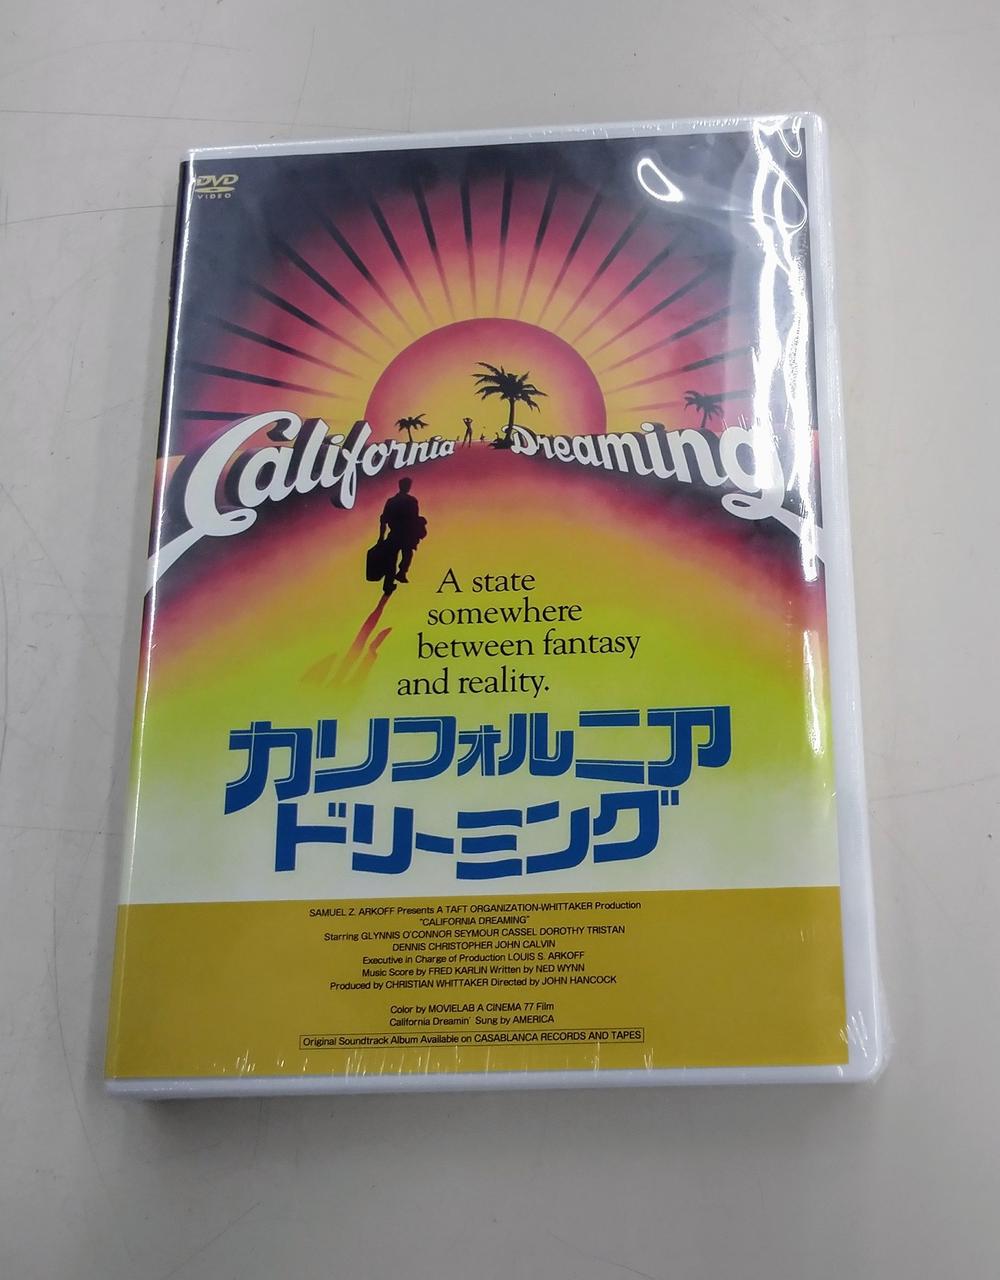 DVD
VIDEO
California Dreaming
A state
somewhere
between fantasy
and reality.
カリフォルニア
ドリーミング
SAMUEL Z. ARKOFF Presents A TAFT ORGANIZATION-WHITTAKER Production
"CALIFORNIA DREAMING"
Starring GLYNNIS O'CONNOR SEYMOUR CASSEL DOROTHY TRISTAN
DENNIS CHRISTOPHER JOHN CALVIN
Executive in Charge of Production LOUIS S. ARKOFF
Music Score by FRED KARLIN Written by NED WYNN
Produced by CHRISTIAN WHITTAKER Directed by JOHN HANCOCK
Color by MOVIELAB A CINEMA 77 Film
California Dreamin' Sung by AMERICA
Original Soundtrack Album Available on CASABLANCA RECORDS AND TAPES